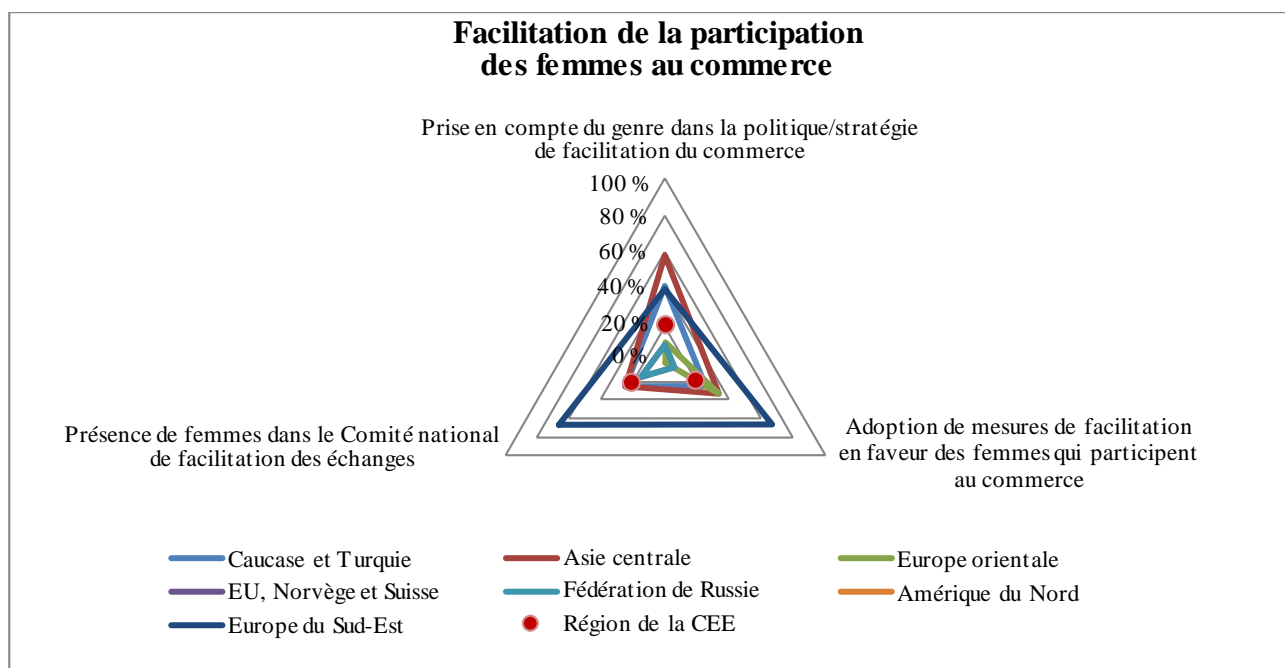 Facilitation de la participation
des femmes au commerce
Prise en compte du genre dans la politique/stratégie
de facilitation du commerce
100 %
80 %
60 %
40 %
20 %
0 %
Présence de femmes dans le Comité national
de facilitation des échanges
Adoption de mesures de facilitation
en faveur des femmes qui participent
au commerce
Caucase et Turquie
Asie centrale
Europe orientale
EU, Norvège et Suisse
Fédération de Russie
Amérique du Nord
Europe du Sud-Est
Région de la CEE